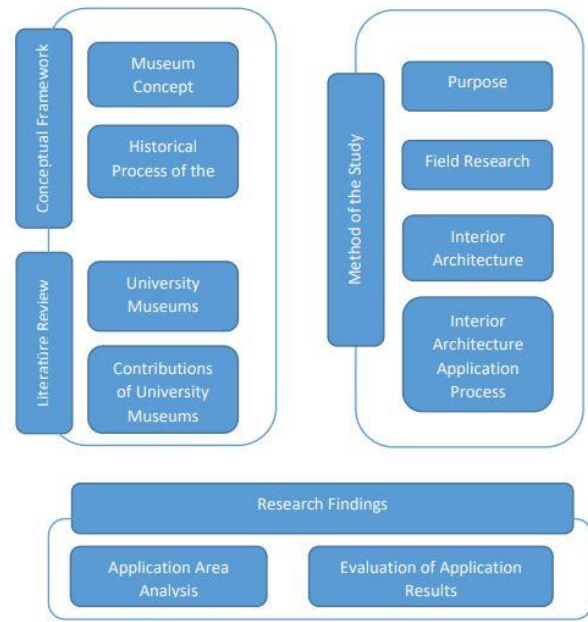 Conceptual Framework
Museum
Concept
Historical
Process of the
Literatüre Review
University
Museums
Contributions
of University
Museums
Method of the Study
Purpose
Field Research
Interior
Architecture
Interior
Architecture
Application
Process
Research Findings
Application Area
Analysis
Evaluation of Application
Results